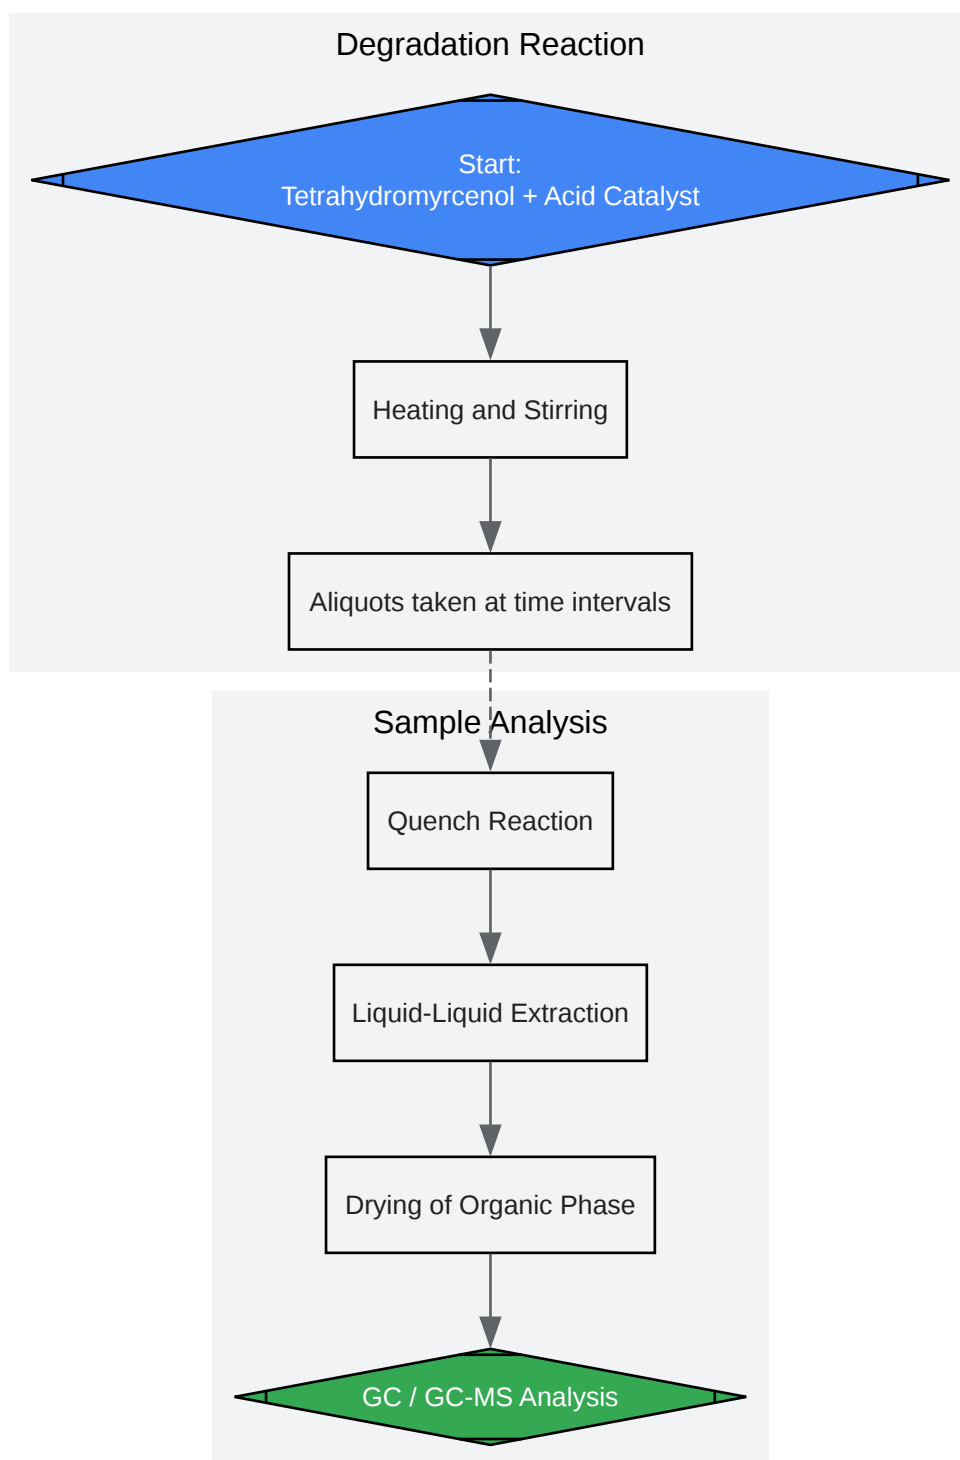 Degradation Reaction
Start:
Tetrahydromyrcenol + Acid Catalyst
Heating and Stirring
Aliquots taken at time intervals
Sample Analysis
Quench Reaction
Liquid-Liquid Extraction
Drying of Organic Phase
GC / GC-MS Analysis